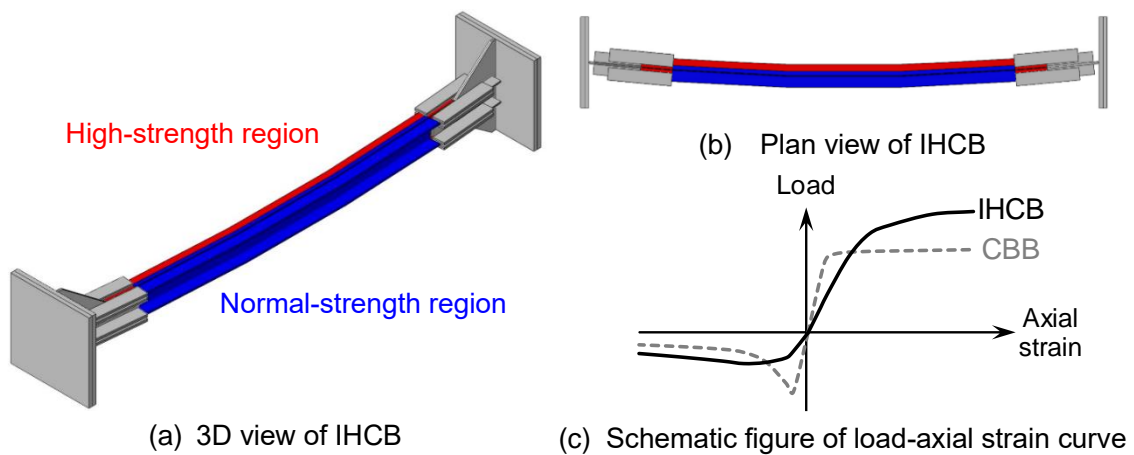 High-strength region
Normal-strength region
(a) 3D view of IHCB
(b) Plan view of IHCB
Load
IHCB
CBB
Axial
strain
(c) Schematic figure of load-axial strain curve